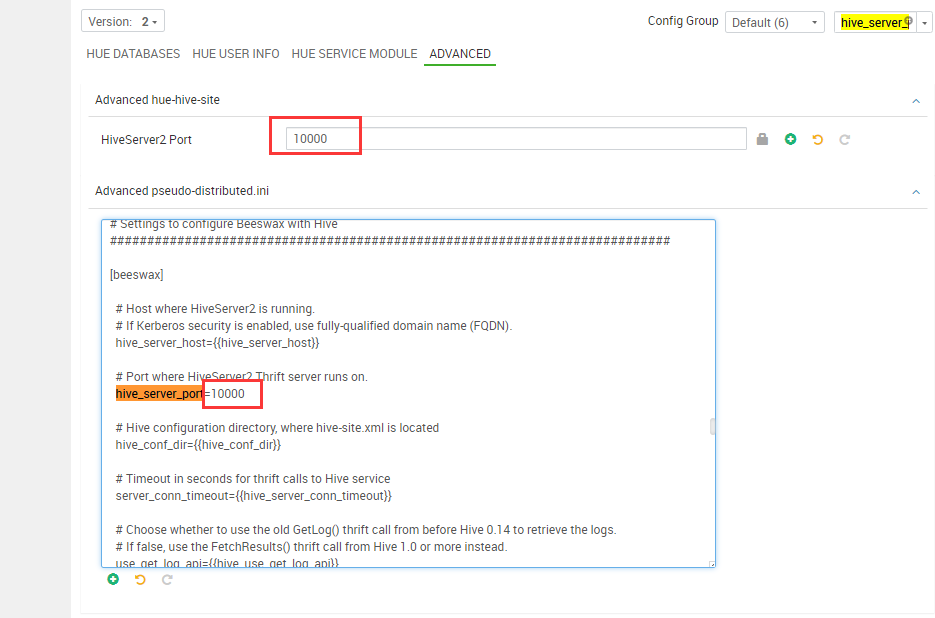 Version: 2
Config Group Default (6) hive_server_
HUE DATABASES HUE USER INFO HUE SERVICE MODULE ADVANCED
Advanced hue-hive-site
HiveServer2 Port 10000
Advanced pseudo-distributed.ini
# Settings to configure Beeswax with Hive
###########################################################################
[beeswax]
# Host where HiveServer2 is running.
# If Kerberos security is enabled, use fully-qualified domain name (FQDN).
hive_server_host={{hive_server_host}}
# Port where HiveServer2 Thrift server runs on.
hive_server_port=10000
# Hive configuration directory, where hive-site.xml is located
hive_conf_dir={{hive_conf_dir}}
# Timeout in seconds for thrift calls to Hive service
server_conn_timeout={{hive_server_conn_timeout}}
# Choose whether to use the old GetLog() thrift call from before Hive 0.14 to retrieve the logs.
# If false, use the FetchResults() thrift call from Hive 1.0 or more instead.
use_get_log_api={{hive_use_get_log_api}}